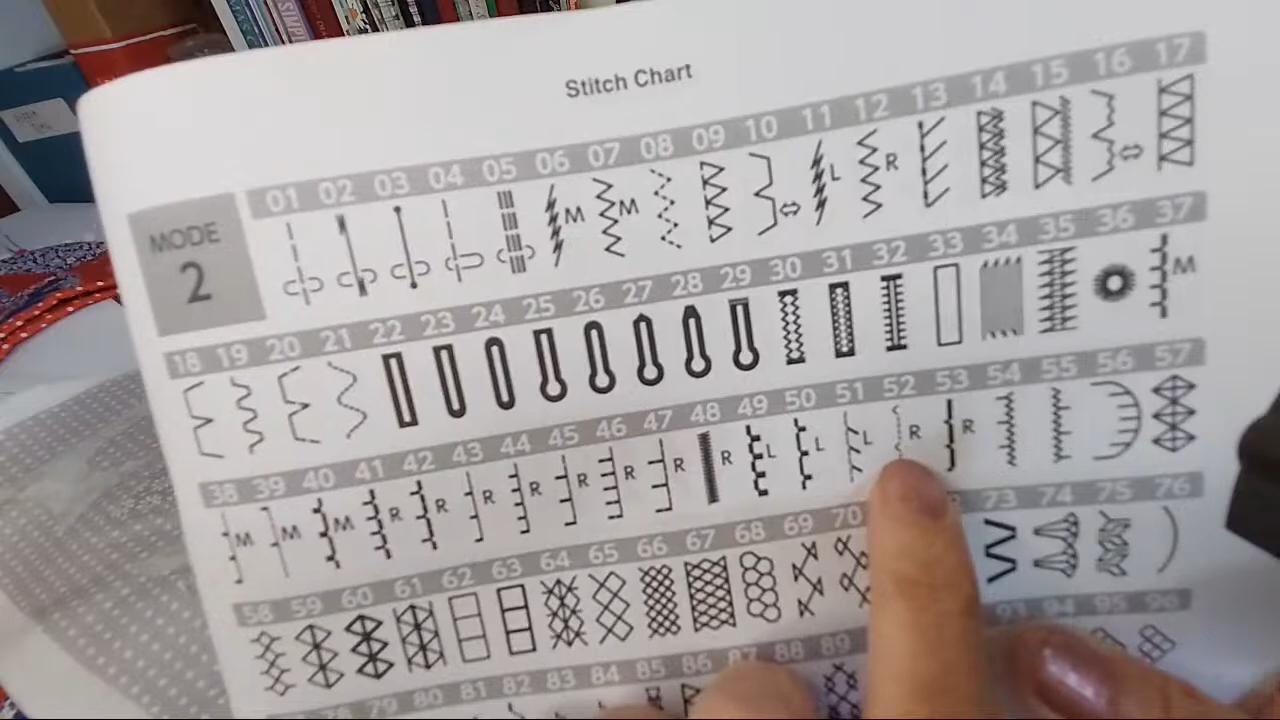 Stitch Chart
MODE
2
01 02 03 04 05 06 07 08 09 10 11 12 13 14 15 16 17
M M L R
18 19 20 21 22 23 24 25 26 27 28 29 30 31 32 33 34 35 36 37
M
38 39 40 41 42 43 44 45 46 47 48 49 50 51 52 53 54 55 56 57
M M M R R R R R R R R L L L R R
58 59 60 61 62 63 64 65 66 67 68 69 70 73 74 75 76
79 80 81 82 83 84 85 86 87 88 89 93 94 95 96